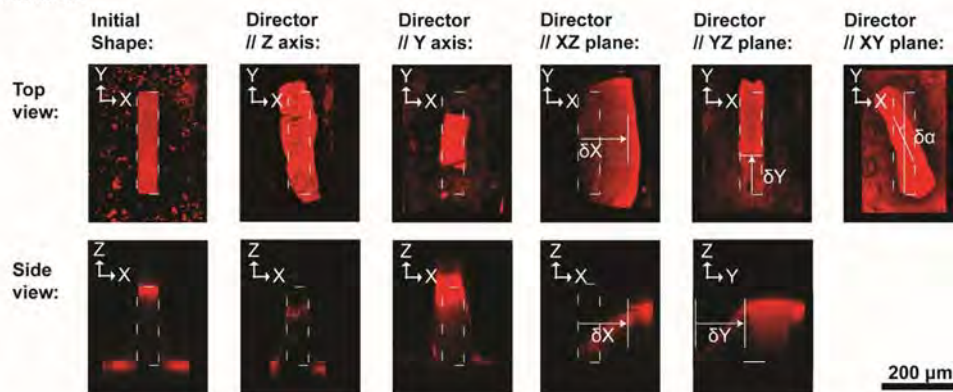 Initial Shape:
Director // Z axis:
Director // Y axis:
Director // XZ plane:
Director // YZ plane:
Director // XY plane:
Top view:
Y X
Y X
Y X
Y X δX
Y X δY
Y X δα
Side view:
Z X
Z X
Z X
Z X δX
Z Y δY
200 µm